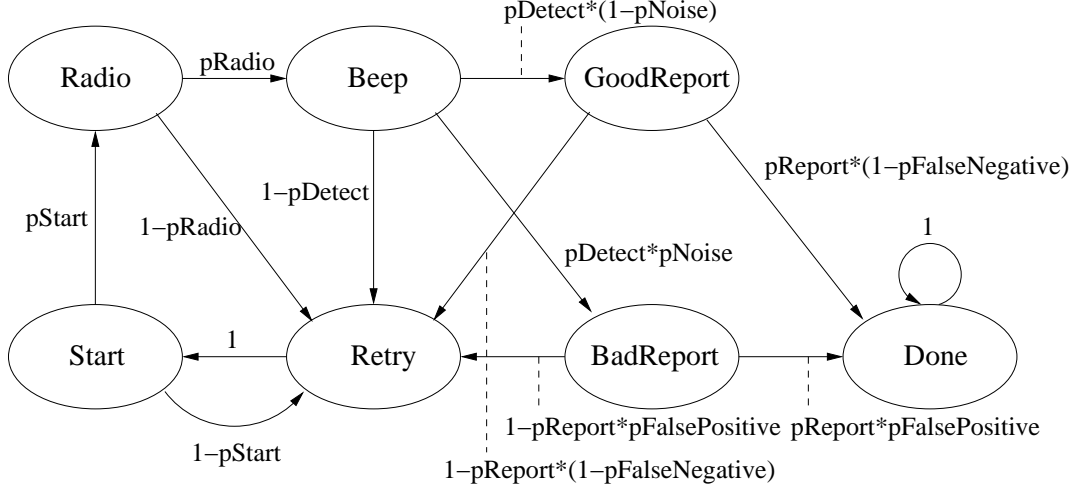 pDetect*(1−pNoise)
pRadio
Radio
Beep
GoodReport
pReport*(1−pFalseNegative)
1−pDetect
pStart
1−pRadio
1
pDetect*pNoise
1
Start
Retry
BadReport
Done
1−pReport*pFalsePositive
pReport*pFalsePositive
1−pStart
1−pReport*(1−pFalseNegative)